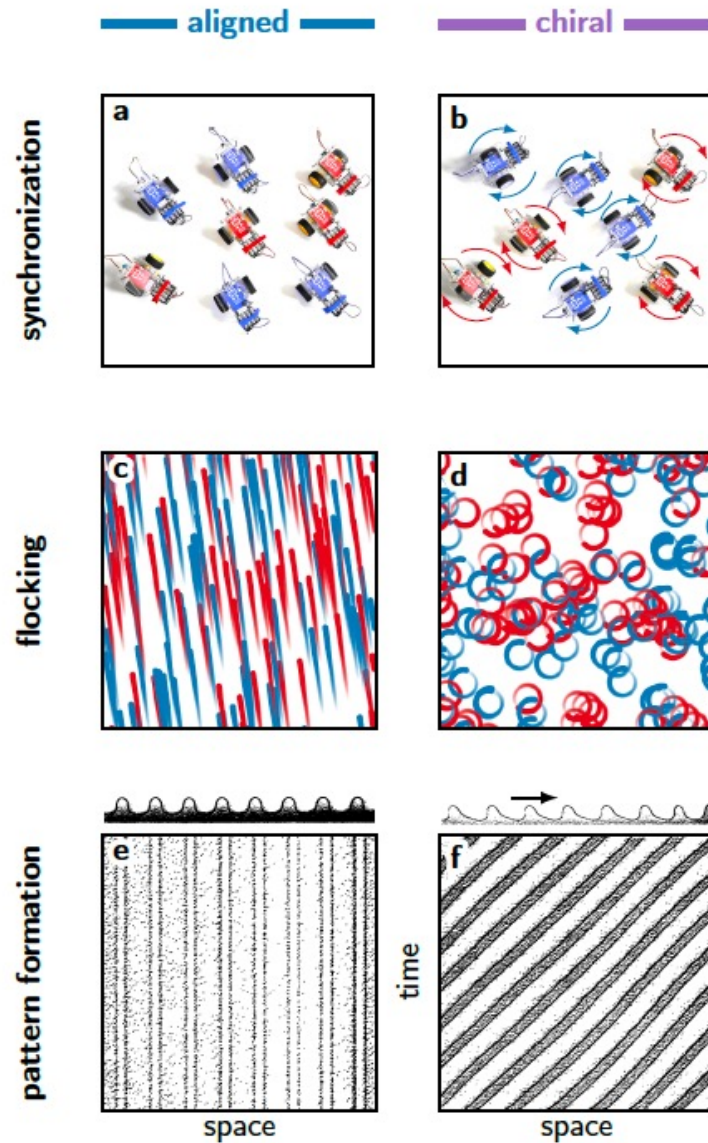 aligned
chiral
synchronization
a
b
flocking
c
d
pattern formation
e
f
time
space
space